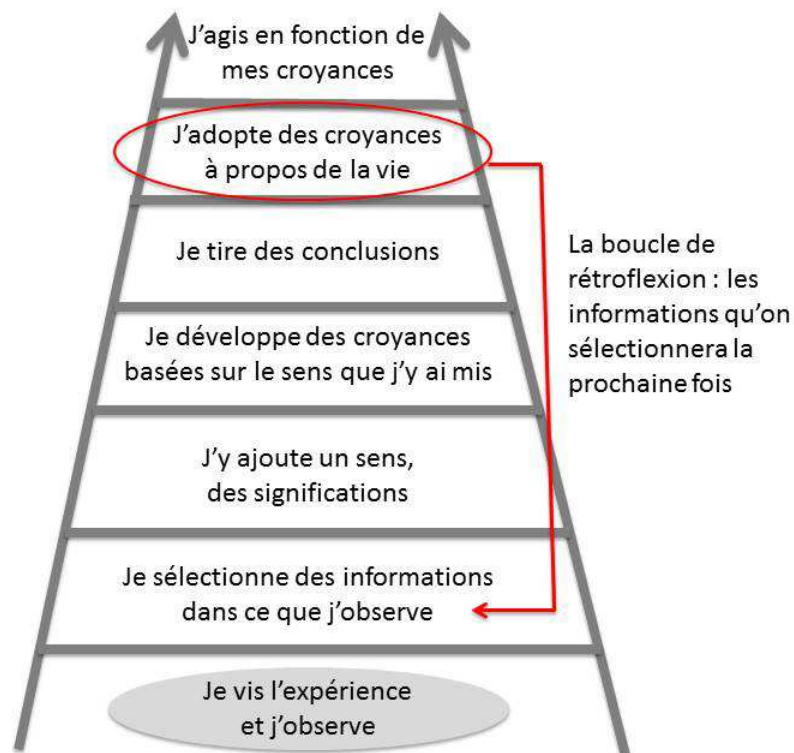 J'agis en fonction de
mes croyances
J'adopte des croyances
à propos de la vie
Je tire des conclusions
Je développe des croyances
basées sur le sens que j'y ai mis
J'y ajoute un sens,
des significations
Je sélectionne des informations
dans ce que j'observe
Je vis l'expérience
et j'observe
La boucle de
rétroflexion : les
informations qu'on
sélectionnera la
prochaine fois